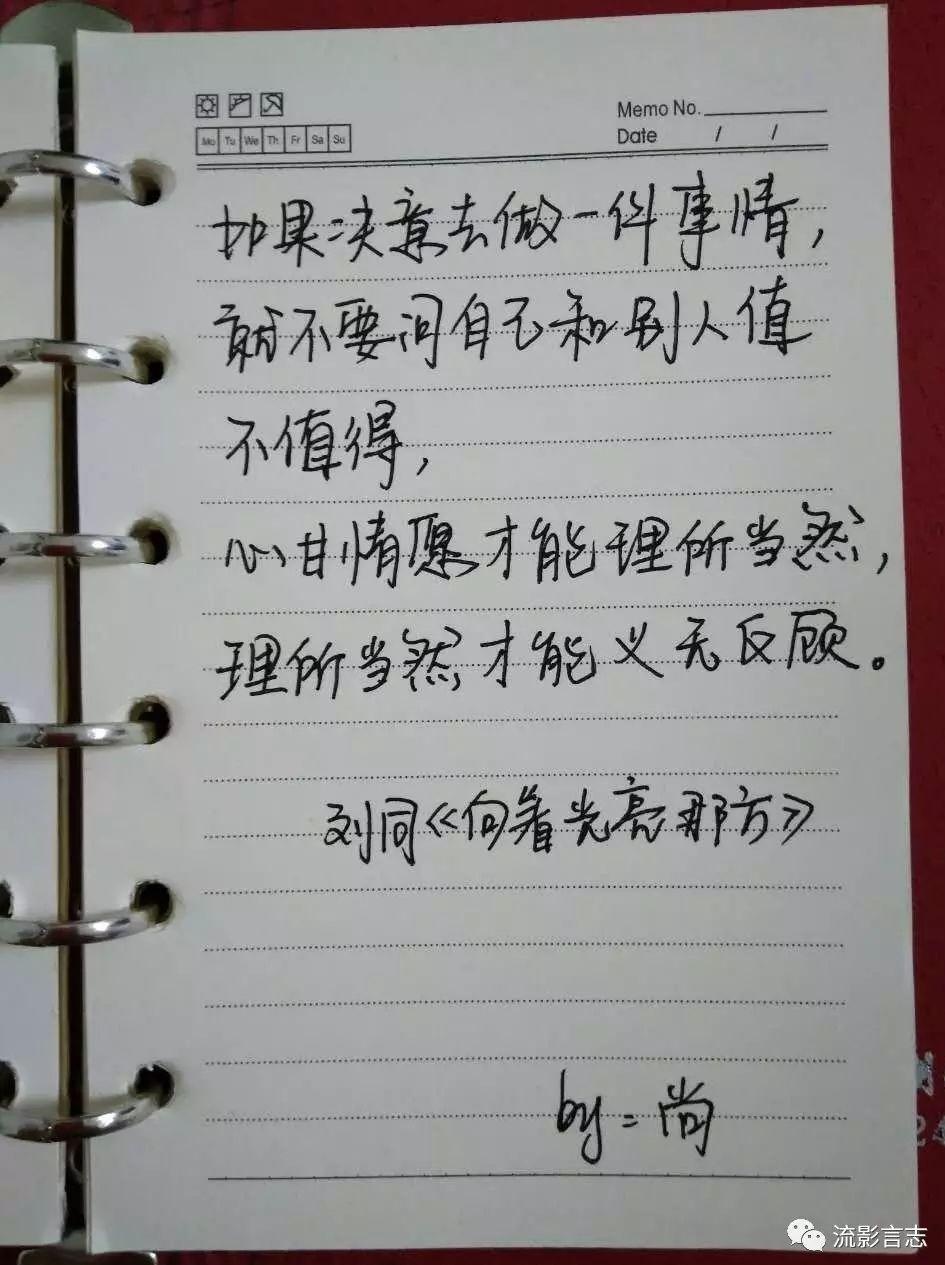 Memo No.
Mo Tu We Th Fr Sa Su
Date / /
如果决意去做一件事情，
就不要问自己和别人值
不值得，
心甘情愿才能理所当然，
理所当然才能义无反顾。
刘同《向着光亮那方》
by=尚
流影言志